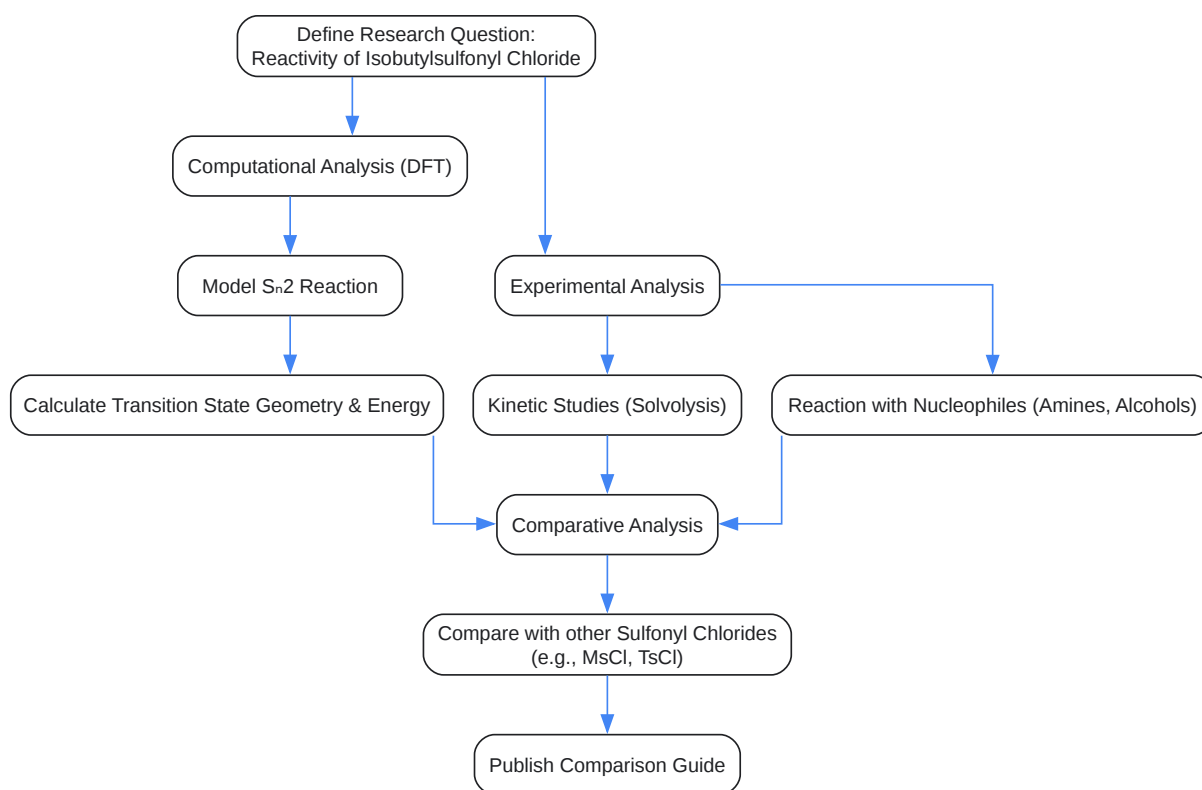 Define Research Question:
Reactivity of Isobutylsulfonyl Chloride
Computational Analysis (DFT)
Model Sₙ2 Reaction
Experimental Analysis
Calculate Transition State Geometry & Energy
Kinetic Studies (Solvolysis)
Reaction with Nucleophiles (Amines, Alcohols)
Comparative Analysis
Compare with other Sulfonyl Chlorides
(e.g., MsCl, TsCl)
Publish Comparison Guide